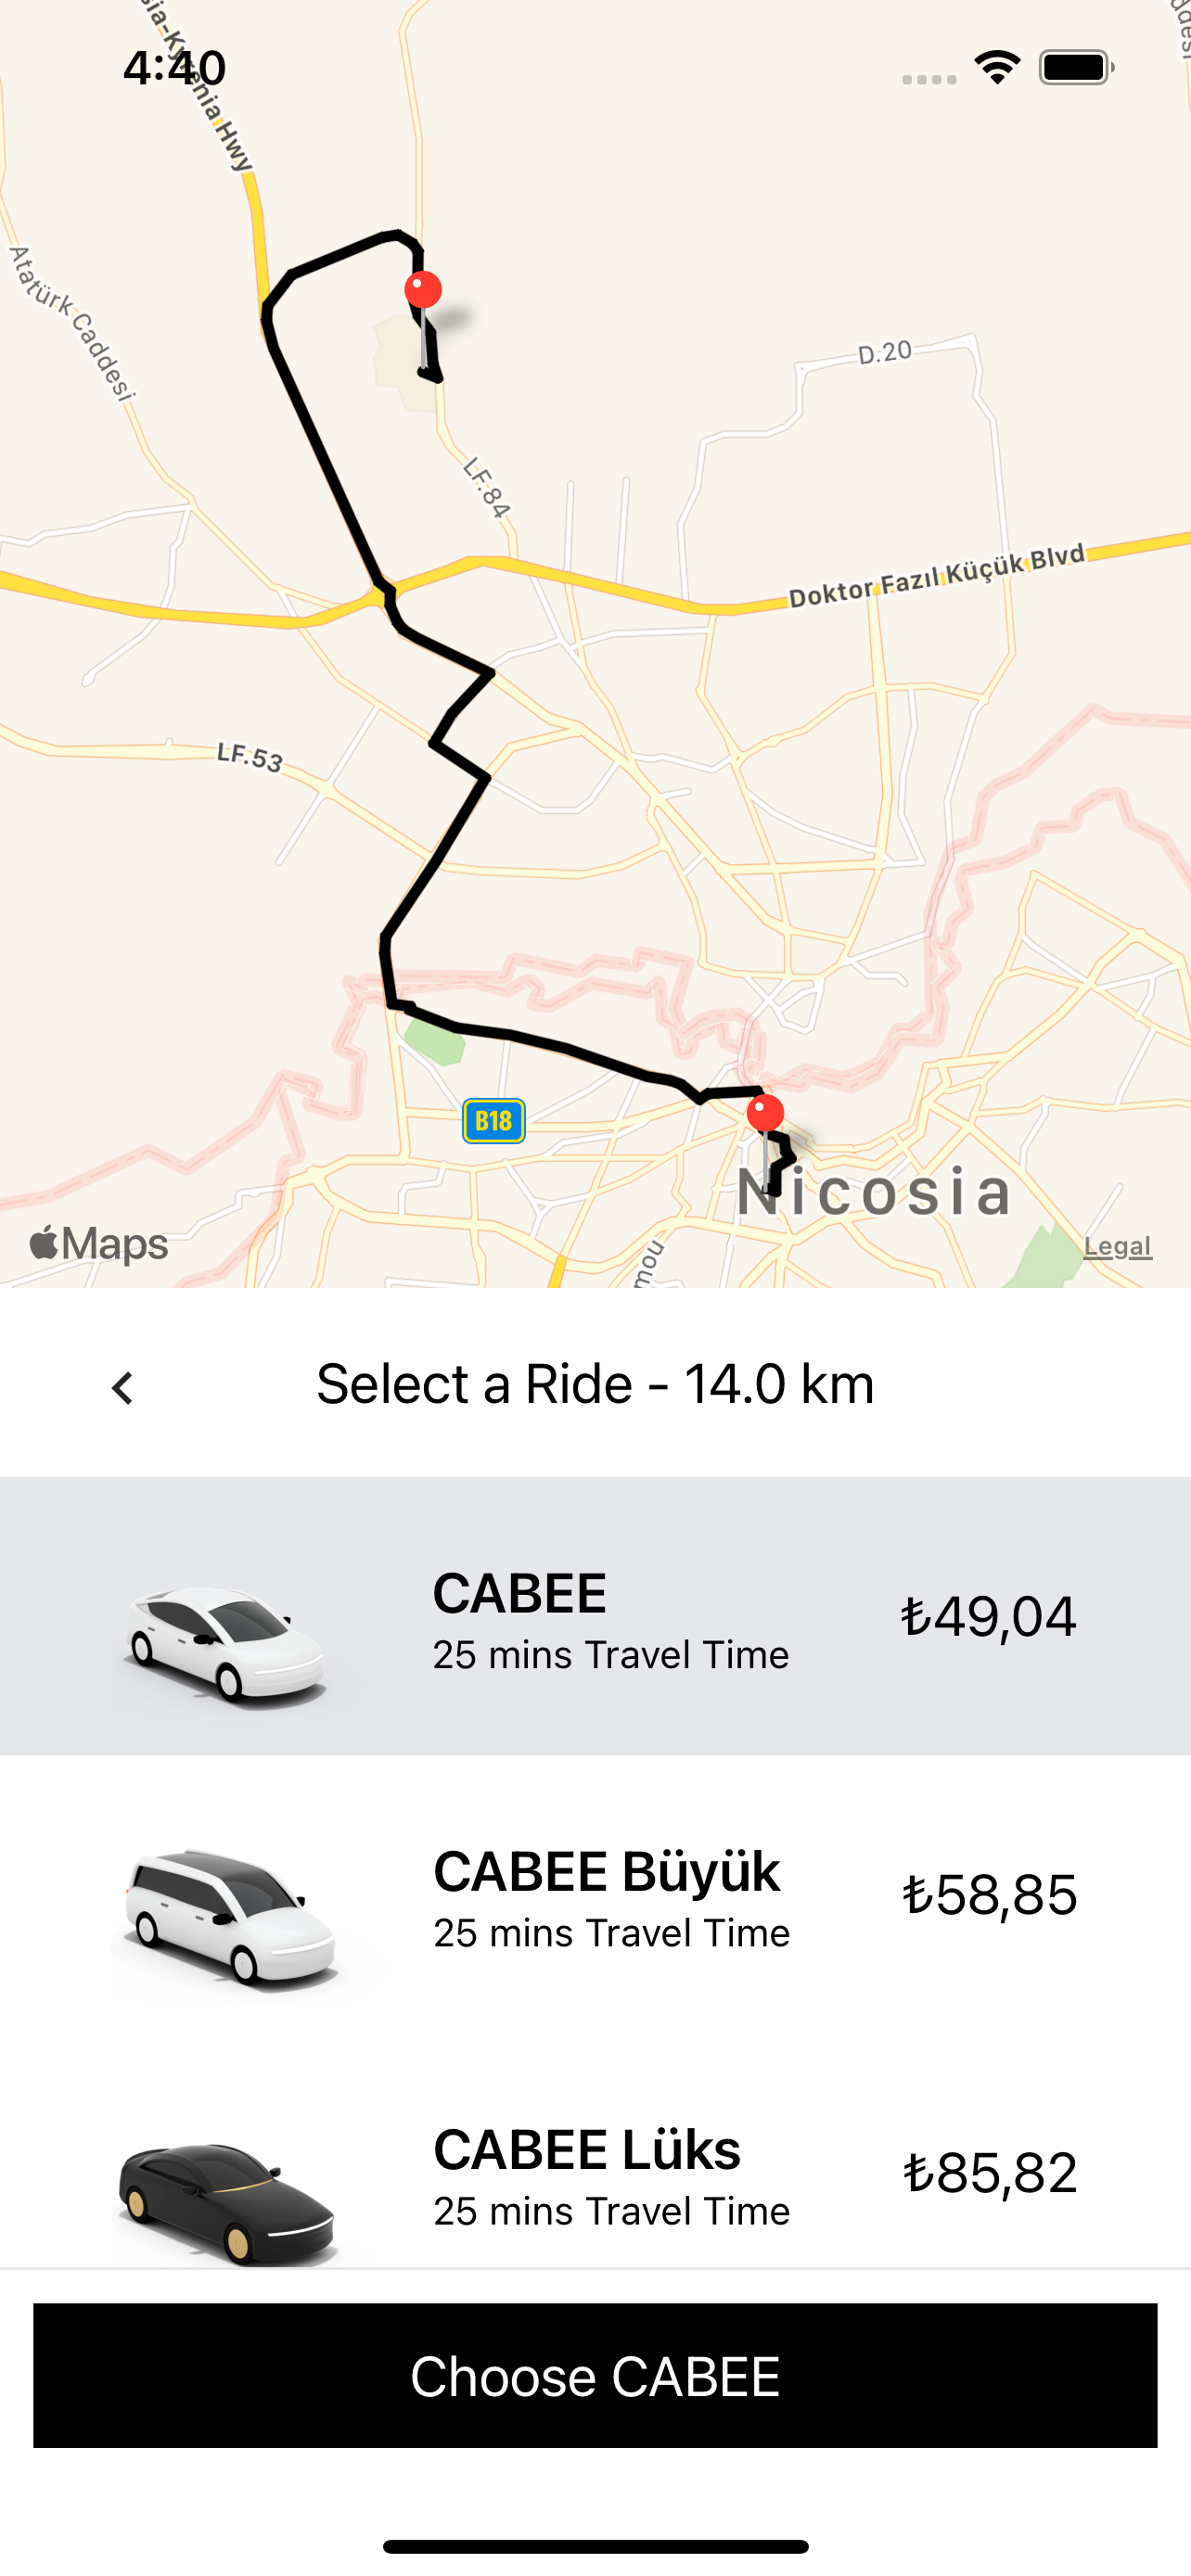 4:40
sia-Kyrenia Hwy
Atatürk Caddesi
D.20
LF.84
Doktor Fazıl Küçük Blvd
LF.53
B18
Nicosia
Maps
Legal
Select a Ride - 14.0 km
CABEE
25 mins Travel Time
₺49,04
CABEE Büyük
25 mins Travel Time
₺58,85
CABEE Lüks
25 mins Travel Time
₺85,82
Choose CABEE